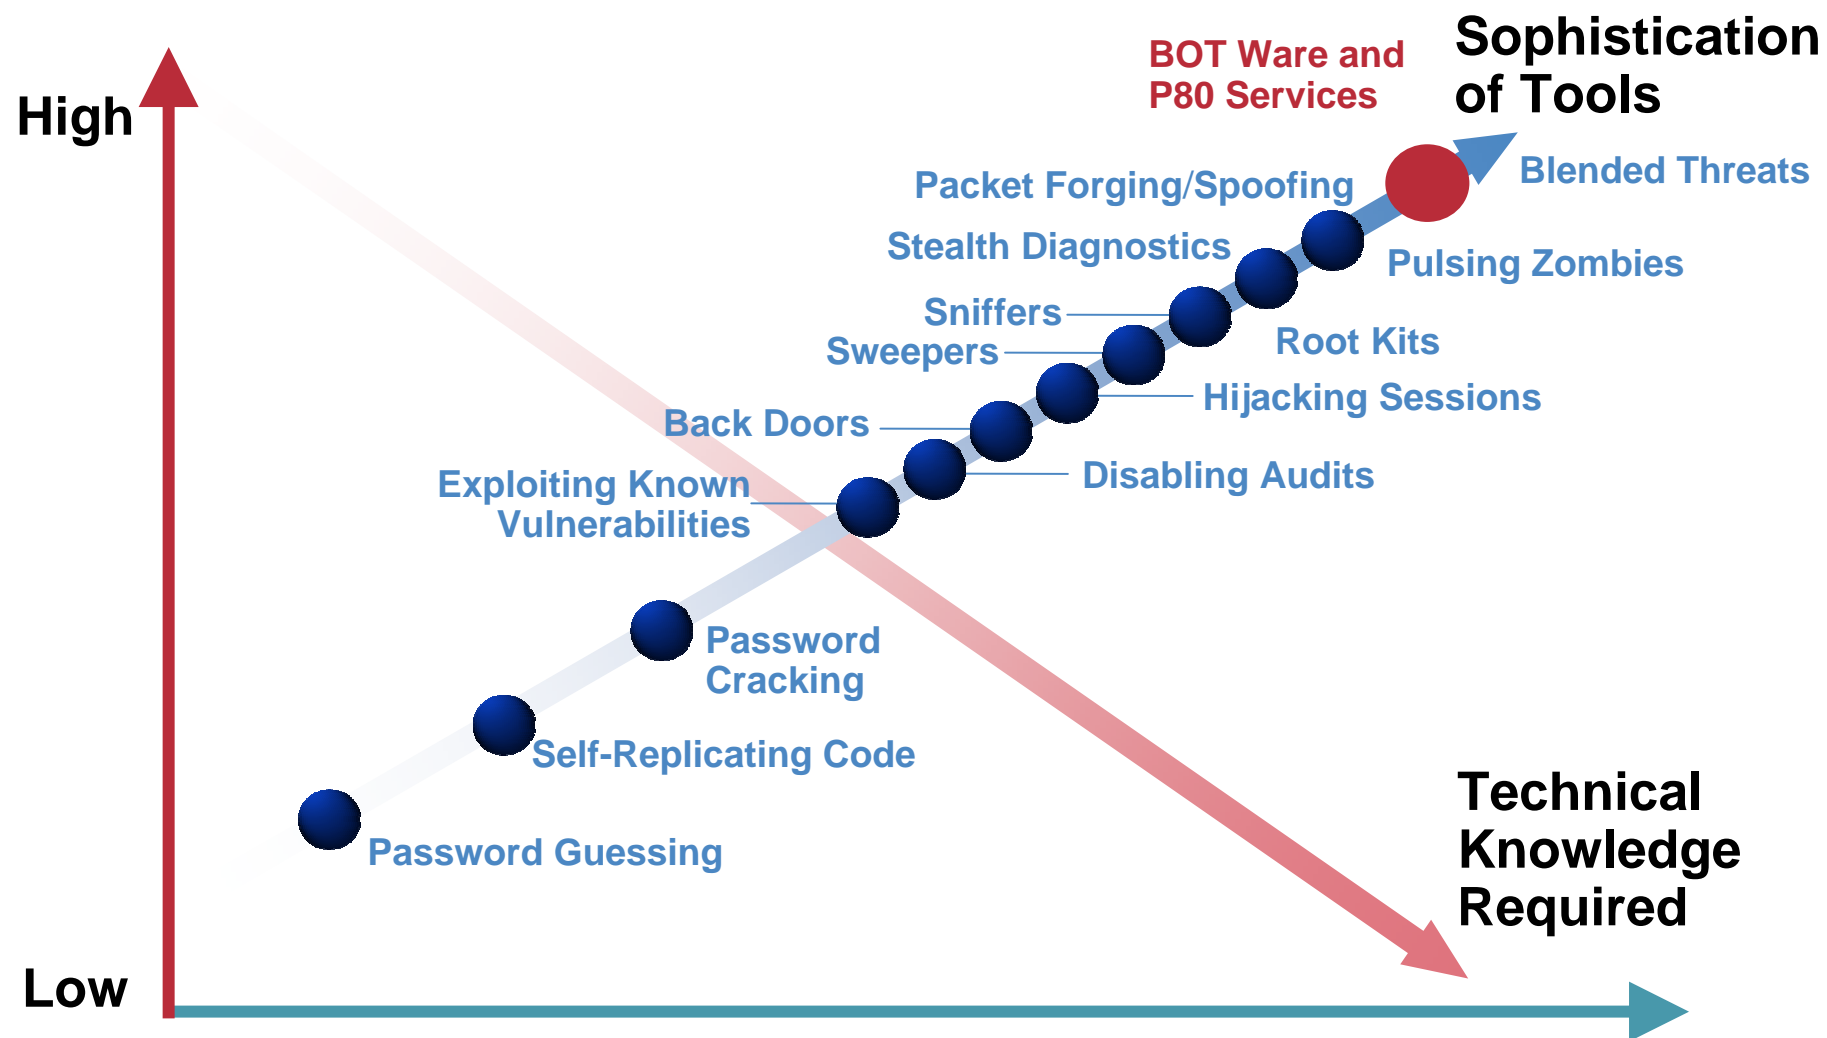 Sophistication
of Tools
BOT Ware and
P80 Services
High
Blended Threats
Packet Forging/Spoofing
Stealth Diagnostics
Pulsing Zombies
Sniffers
Root Kits
Sweepers
Hijacking Sessions
Back Doors
Disabling Audits
Exploiting Known
Vulnerabilities
Password
Cracking
Self-Replicating Code
Password Guessing
Technical
Knowledge
Required
Low